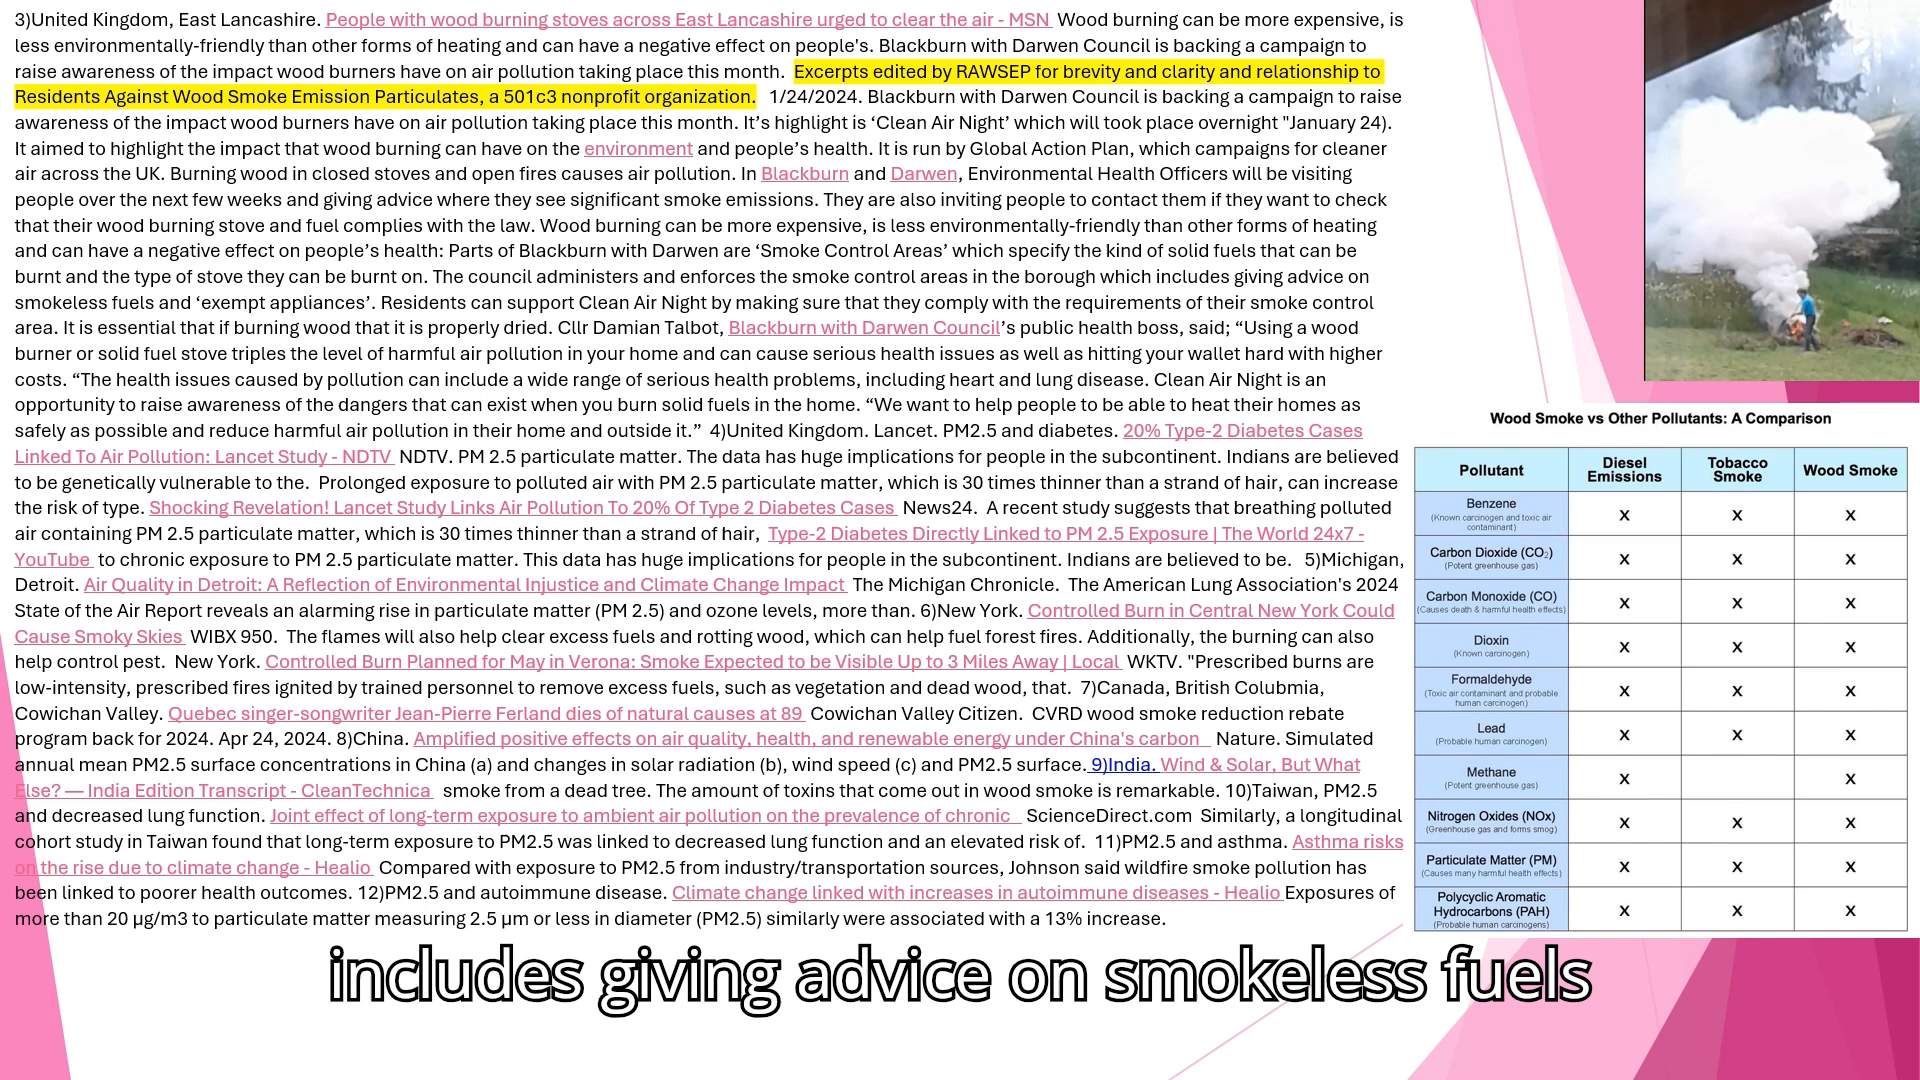 3)United Kingdom, East Lancashire. People with wood burning stoves across East Lancashire urged to clear the air - MSN Wood burning can be more expensive, is
less environmentally-friendly than other forms of heating and can have a negative effect on people's. Blackburn with Darwen Council is backing a campaign to
raise awareness of the impact wood burners have on air pollution taking place this month. Excerpts edited by RAWSEP for brevity and clarity and relationship to
Residents Against Wood Smoke Emission Particulates, a 501c3 nonprofit organization. 1/24/2024. Blackburn with Darwen Council is backing a campaign to raise
awareness of the impact wood burners have on air pollution taking place this month. It’s highlight is ‘Clean Air Night’ which will took place overnight "January 24).
It aimed to highlight the impact that wood burning can have on the environment and people’s health. It is run by Global Action Plan, which campaigns for cleaner
air across the UK. Burning wood in closed stoves and open fires causes air pollution. In Blackburn and Darwen, Environmental Health Officers will be visiting
people over the next few weeks and giving advice where they see significant smoke emissions. They are also inviting people to contact them if they want to check
that their wood burning stove and fuel complies with the law. Wood burning can be more expensive, is less environmentally-friendly than other forms of heating
and can have a negative effect on people’s health: Parts of Blackburn with Darwen are ‘Smoke Control Areas’ which specify the kind of solid fuels that can be
burnt and the type of stove they can be burnt on. The council administers and enforces the smoke control areas in the borough which includes giving advice on
smokeless fuels and ‘exempt appliances’. Residents can support Clean Air Night by making sure that they comply with the requirements of their smoke control
area. It is essential that if burning wood that it is properly dried. Cllr Damian Talbot, Blackburn with Darwen Council’s public health boss, said; “Using a wood
burner or solid fuel stove triples the level of harmful air pollution in your home and can cause serious health issues as well as hitting your wallet hard with higher
costs. “The health issues caused by pollution can include a wide range of serious health problems, including heart and lung disease. Clean Air Night is an
opportunity to raise awareness of the dangers that can exist when you burn solid fuels in the home. “We want to help people to be able to heat their homes as
safely as possible and reduce harmful air pollution in their home and outside it.” 4)United Kingdom. Lancet. PM2.5 and diabetes. 20% Type-2 Diabetes Cases
Linked To Air Pollution: Lancet Study - NDTV NDTV. PM 2.5 particulate matter. The data has huge implications for people in the subcontinent. Indians are believed
to be genetically vulnerable to the. Prolonged exposure to polluted air with PM 2.5 particulate matter, which is 30 times thinner than a strand of hair, can increase
the risk of type. Shocking Revelation! Lancet Study Links Air Pollution To 20% Of Type 2 Diabetes Cases News24. A recent study suggests that breathing polluted
air containing PM 2.5 particulate matter, which is 30 times thinner than a strand of hair, Type-2 Diabetes Directly Linked to PM 2.5 Exposure | The World 24x7 -
YouTube to chronic exposure to PM 2.5 particulate matter. This data has huge implications for people in the subcontinent. Indians are believed to be. 5)Michigan,
Detroit. Air Quality in Detroit: A Reflection of Environmental Injustice and Climate Change Impact The Michigan Chronicle. The American Lung Association's 2024
State of the Air Report reveals an alarming rise in particulate matter (PM 2.5) and ozone levels, more than. 6)New York. Controlled Burn in Central New York Could
Cause Smoky Skies WIBX 950. The flames will also help clear excess fuels and rotting wood, which can help fuel forest fires. Additionally, the burning can also
help control pest. New York. Controlled Burn Planned for May in Verona: Smoke Expected to be Visible Up to 3 Miles Away | Local WKTV. "Prescribed burns are
low-intensity, prescribed fires ignited by trained personnel to remove excess fuels, such as vegetation and dead wood, that. 7)Canada, British Colubmia,
Cowichan Valley. Quebec singer-songwriter Jean-Pierre Ferland dies of natural causes at 89 Cowichan Valley Citizen. CVRD wood smoke reduction rebate
program back for 2024. Apr 24, 2024. 8)China. Amplified positive effects on air quality, health, and renewable energy under China's carbon Nature. Simulated
annual mean PM2.5 surface concentrations in China (a) and changes in solar radiation (b), wind speed (c) and PM2.5 surface. 9)India. Wind & Solar, But What
Else? — India Edition Transcript - CleanTechnica smoke from a dead tree. The amount of toxins that come out in wood smoke is remarkable. 10)Taiwan, PM2.5
and decreased lung function. Joint effect of long-term exposure to ambient air pollution on the prevalence of chronic ScienceDirect.com Similarly, a longitudinal
cohort study in Taiwan found that long-term exposure to PM2.5 was linked to decreased lung function and an elevated risk of. 11)PM2.5 and asthma. Asthma risks
on the rise due to climate change - Healio Compared with exposure to PM2.5 from industry/transportation sources, Johnson said wildfire smoke pollution has
been linked to poorer health outcomes. 12)PM2.5 and autoimmune disease. Climate change linked with increases in autoimmune diseases - Healio Exposures of
more than 20 µg/m3 to particulate matter measuring 2.5 µm or less in diameter (PM2.5) similarly were associated with a 13% increase.
Wood Smoke vs Other Pollutants: A Comparison
Pollutant Diesel Emissions Tobacco Smoke Wood Smoke
Benzene X X X
(Known carcinogen and toxic air
contaminant)
Carbon Dioxide (CO₂) X X X
(Potent greenhouse gas)
Carbon Monoxide (CO) X X X
(Causes death & harmful health effects)
Dioxin X X X
(Known carcinogen)
Formaldehyde X X X
(Toxic air contaminant and probable
human carcinogen)
Lead X X X
(Probable human carcinogen)
Methane X X
(Potent greenhouse gas)
Nitrogen Oxides (NOx) X X X
(Greenhouse gas and forms smog)
Particulate Matter (PM) X X X
(Causes many harmful health effects)
Polycyclic Aromatic
Hydrocarbons (PAH) X X X
(Probable human carcinogens)
includes giving advice on smokeless fuels